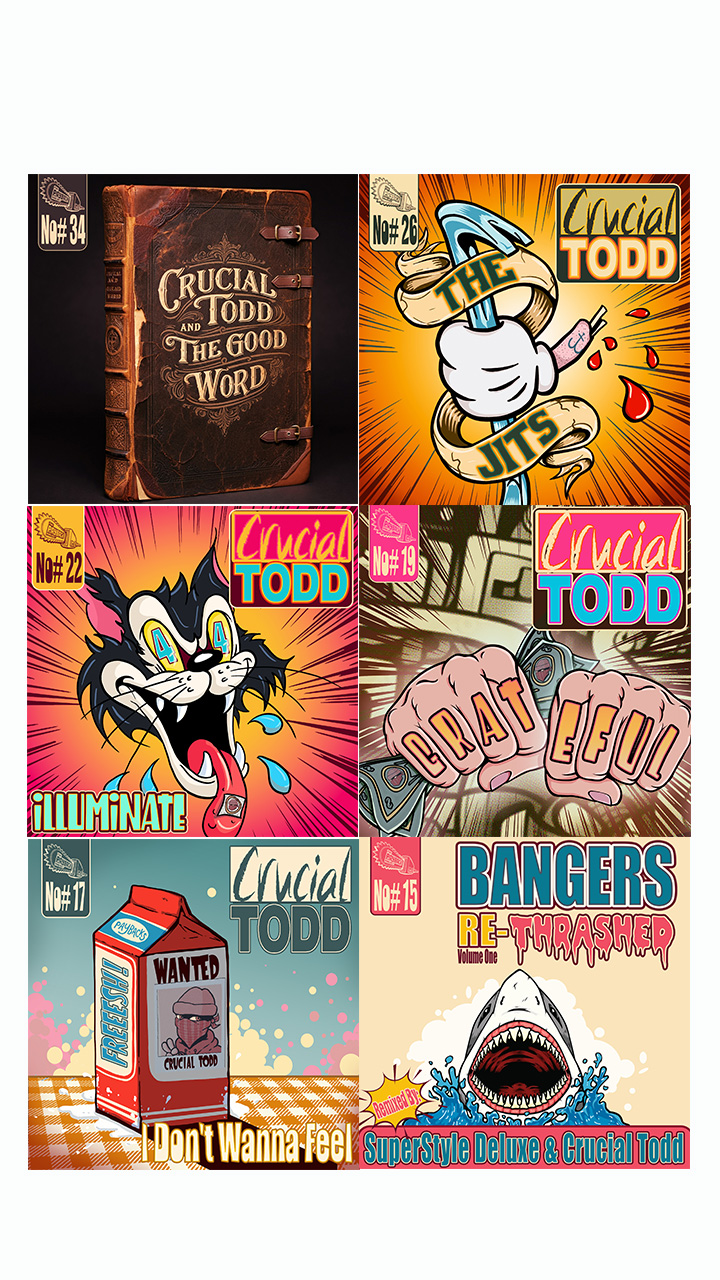 No# 34
CRUCIAL
TODD
AND
THE GOOD
WORD
No# 26
Crucial
TODD
THE
JITS
No# 22
Crucial
TODD
4 4
iLLUMiNATE
No# 19
Crucial
TODD
GRATEFUL
No# 17
Crucial
TODD
PAYBACKS
FREEESH!
WANTED
CRUCIAL TODD
I Don't Wanna Feel
No# 15
BANGERS
RE-THRASHED
Volume One
Remixed By:
SuperStyle Deluxe & Crucial Todd